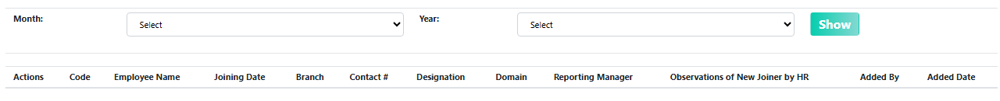 Month: Select Year: Select Show
Actions Code Employee Name Joining Date Branch Contact # Designation Domain Reporting Manager Observations of New Joiner by HR Added By Added Date